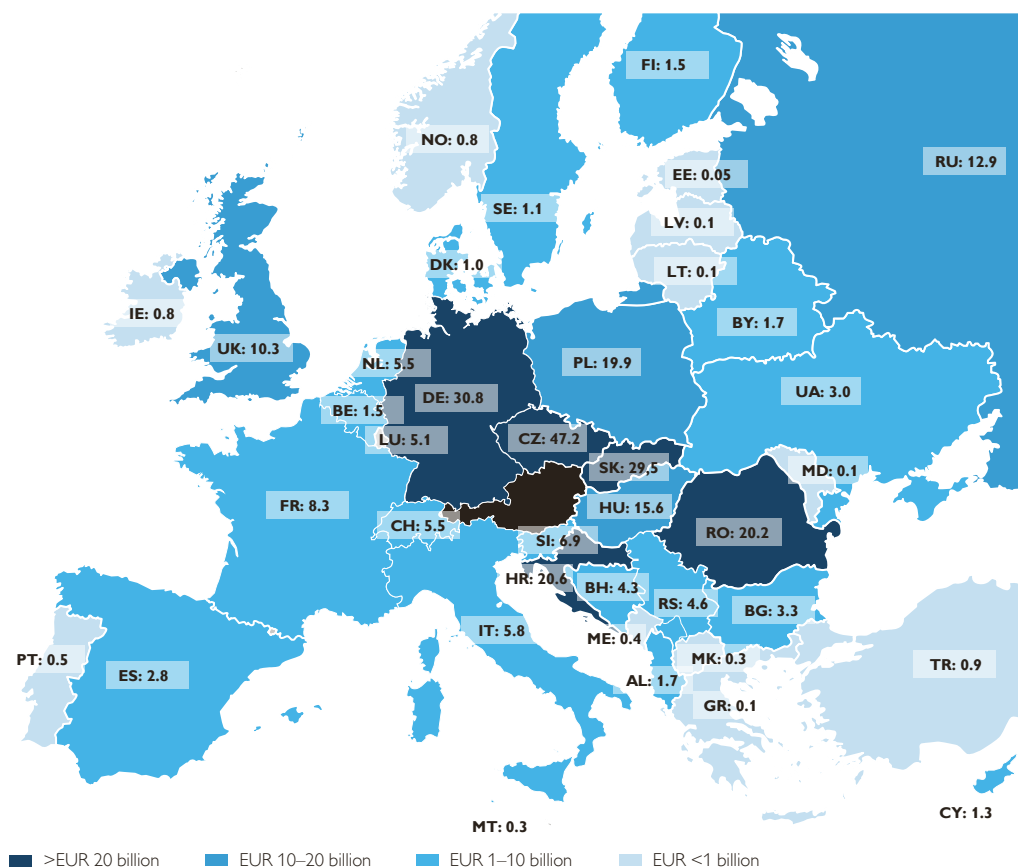 FI: 1.5
NO: 0.8
RU: 12.9
EE: 0.05
SE: 1.1
LV: 0.1
DK: 1.0
LT: 0.1
IE: 0.8
BY: 1.7
UK: 10.3
NL: 5.5
PL: 19.9
UA: 3.0
DE: 30.8
BE: 1.5
LU: 5.1
CZ: 47.2
SK: 29,5
MD: 0.1
FR: 8.3
HU: 15.6
CH: 5.5
RO: 20.2
SI: 6.9
HR: 20.6
BH: 4.3
RS: 4.6
BG: 3.3
IT: 5.8
ME: 0.4
PT: 0.5
MK: 0.3
TR: 0.9
ES: 2.8
AL: 1.7
GR: 0.1
CY: 1.3
MT: 0.3
>EUR 20 billion
EUR 10–20 billion
EUR 1–10 billion
EUR <1 billion